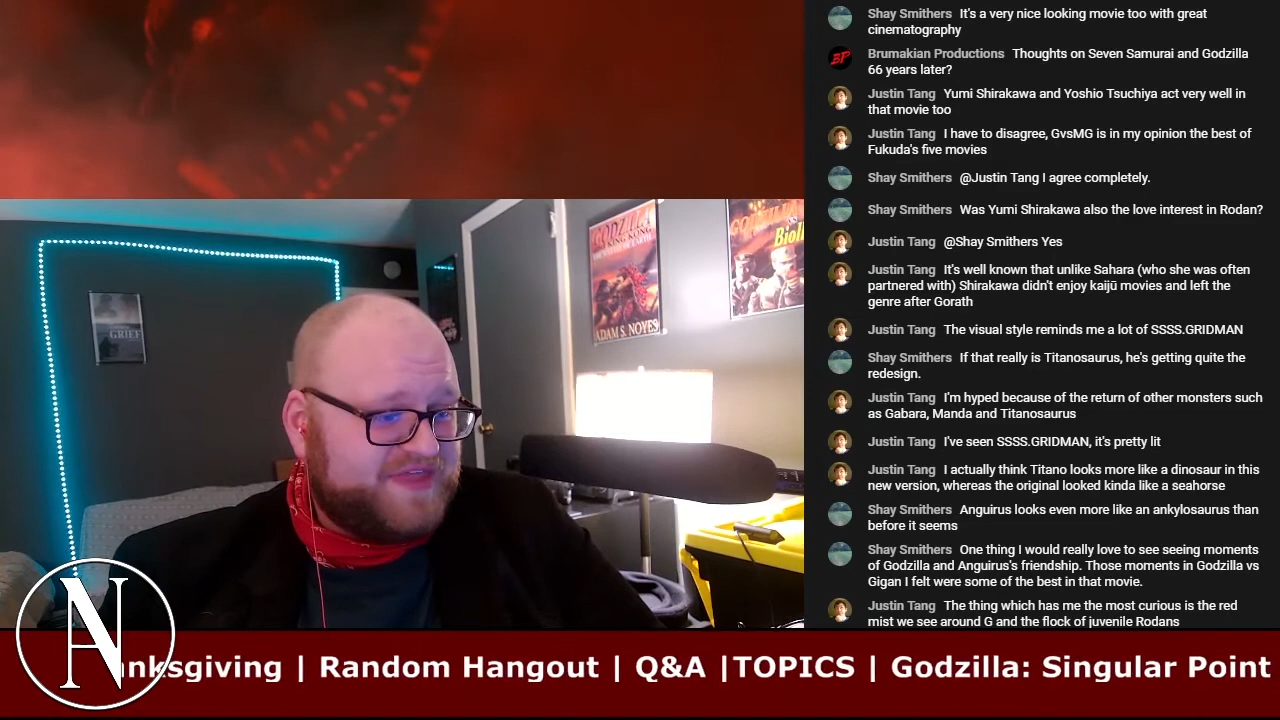 Shay Smithers It's a very nice looking movie too with great
cinematography
BP
Brumakian Productions Thoughts on Seven Samurai and Godzilla
66 years later?
Justin Tang Yumi Shirakawa and Yoshio Tsuchiya act very well in
that movie too
Justin Tang I have to disagree, GvsMG is in my opinion the best of
Fukuda's five movies
Shay Smithers @Justin Tang I agree completely.
Shay Smithers Was Yumi Shirakawa also the love interest in Rodan?
Justin Tang @Shay Smithers Yes
Justin Tang It's well known that unlike Sahara (who she was often
partnered with) Shirakawa didn't enjoy kaijū movies and left the
genre after Gorath
Justin Tang The visual style reminds me a lot of SSSS.GRIDMAN
Shay Smithers If that really is Titanosaurus, he's getting quite the
redesign.
Justin Tang I'm hyped because of the return of other monsters such
as Gabara, Manda and Titanosaurus
Justin Tang I've seen SSSS.GRIDMAN, it's pretty lit
Justin Tang I actually think Titano looks more like a dinosaur in this
new version, whereas the original looked kinda like a seahorse
Shay Smithers Anguirus looks even more like an ankylosaurus than
before it seems
Shay Smithers One thing I would really love to see seeing moments
of Godzilla and Anguirus's friendship. Those moments in Godzilla vs
Gigan I felt were some of the best in that movie.
Justin Tang The thing which has me the most curious is the red
mist we see around G and the flock of juvenile Rodans
GRIEF
GODZILLA
ADAM S. NOYES
GODZILLA
VS
Bioll
N
anksgiving | Random Hangout | Q&A |TOPICS | Godzilla: Singular Point